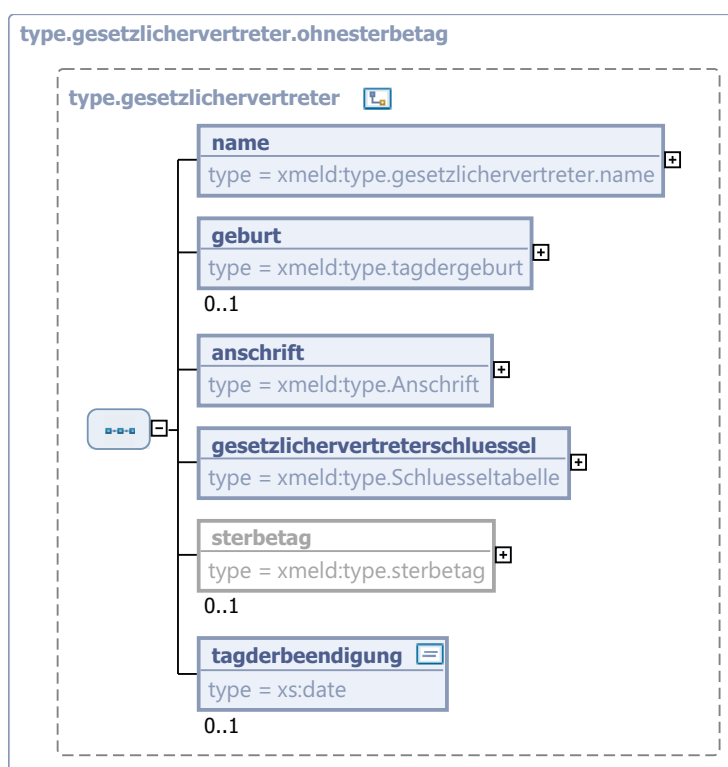 type.gesetzlichervertreter.ohnesterbetag
type.gesetzlichervertreter
name
type = xmeld:type.gesetzlichervertreter.name
geburt
type = xmeld:type.tagdergeburt
0..1
anschrift
type = xmeld:type.Anschrift
gesetzlichervertreterschluessel
type = xmeld:type.Schluesseltabelle
sterbetag
type = xmeld:type.sterbetag
0..1
tagderbeendigung
type = xs:date
0..1